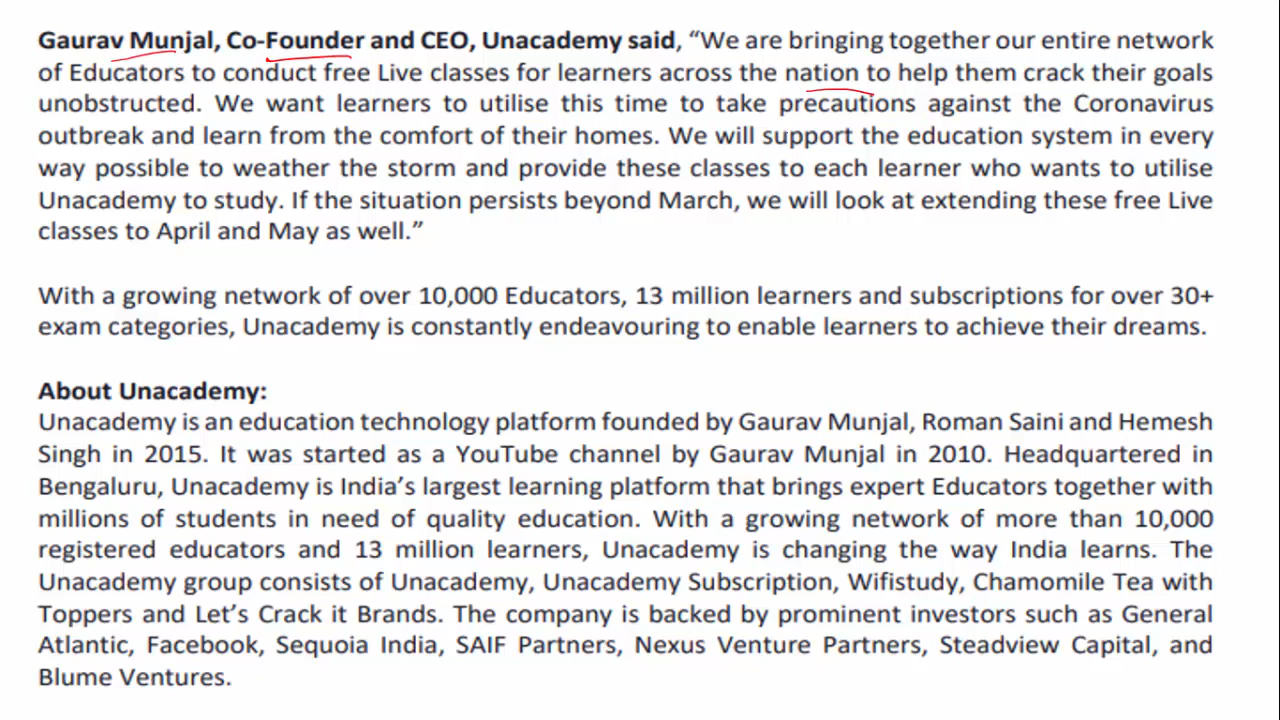 Gaurav Munjal, Co-Founder and CEO, Unacademy said, “We are bringing together our entire network
of Educators to conduct free Live classes for learners across the nation to help them crack their goals
unobstructed. We want learners to utilise this time to take precautions against the Coronavirus
outbreak and learn from the comfort of their homes. We will support the education system in every
way possible to weather the storm and provide these classes to each learner who wants to utilise
Unacademy to study. If the situation persists beyond March, we will look at extending these free Live
classes to April and May as well.”
With a growing network of over 10,000 Educators, 13 million learners and subscriptions for over 30+
exam categories, Unacademy is constantly endeavouring to enable learners to achieve their dreams.
About Unacademy:
Unacademy is an education technology platform founded by Gaurav Munjal, Roman Saini and Hemesh
Singh in 2015. It was started as a YouTube channel by Gaurav Munjal in 2010. Headquartered in
Bengaluru, Unacademy is India’s largest learning platform that brings expert Educators together with
millions of students in need of quality education. With a growing network of more than 10,000
registered educators and 13 million learners, Unacademy is changing the way India learns. The
Unacademy group consists of Unacademy, Unacademy Subscription, Wifistudy, Chamomile Tea with
Toppers and Let’s Crack it Brands. The company is backed by prominent investors such as General
Atlantic, Facebook, Sequoia India, SAIF Partners, Nexus Venture Partners, Steadview Capital, and
Blume Ventures.